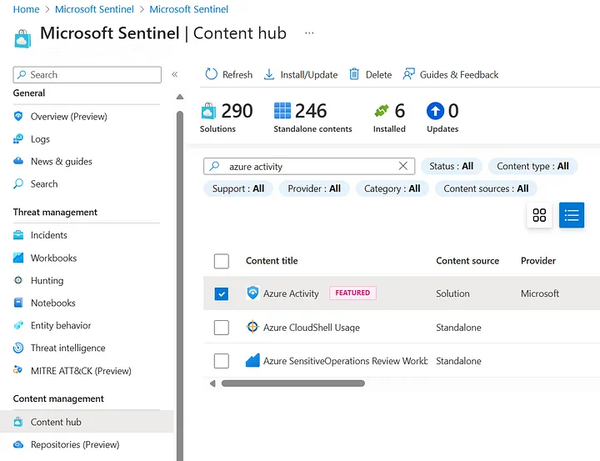 Home > Microsoft Sentinel > Microsoft Sentinel
Microsoft Sentinel | Content hub ...
Search
«
General
Overview (Preview)
Logs
News & guides
Search
Threat management
Incidents
Workbooks
Hunting
Notebooks
Entity behavior
Threat intelligence
MITRE ATT&CK (Preview)
Content management
Content hub
Repositories (Preview)
Refresh Install/Update Delete Guides & Feedback
290 246 6 0
Solutions Standalone contents Installed Updates
azure activity Status : All Content type : All
Support : All Provider : All Category : All Content sources : All
Content title Content source Provider
Azure Activity FEATURED Solution Microsoft
Azure CloudShell Usage Standalone
Azure SensitiveOperations Review Workb Standalone